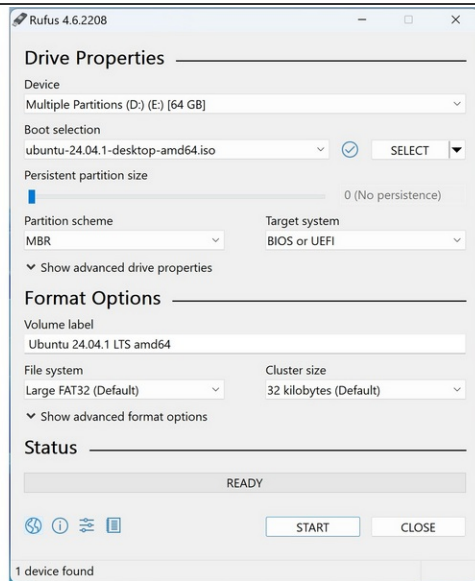 Rufus 4.6.2208
Drive Properties
Device
Multiple Partitions (D:) (E:) [64 GB]
Boot selection
ubuntu-24.04.1-desktop-amd64.iso
SELECT
Persistent partition size
0 (No persistence)
Partition scheme Target system
MBR BIOS or UEFI
Show advanced drive properties
Format Options
Volume label
Ubuntu 24.04.1 LTS amd64
File system Cluster size
Large FAT32 (Default) 32 kilobytes (Default)
Show advanced format options
Status
READY
START CLOSE
1 device found